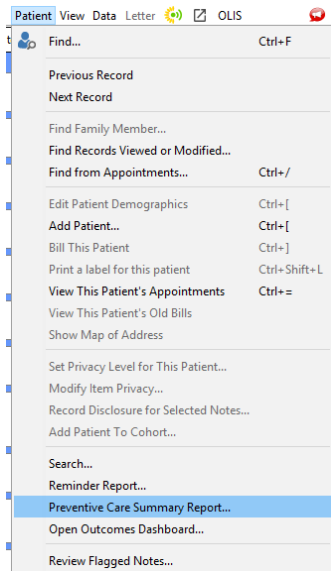 Patient View Data Letter OLIS
Find... Ctrl+F
Previous Record
Next Record
Find Family Member...
Find Records Viewed or Modified...
Find from Appointments... Ctrl+/
Edit Patient Demographics Ctrl+[
Add Patient... Ctrl+[
Bill This Patient Ctrl+]
Print a label for this patient Ctrl+Shift+L
View This Patient's Appointments Ctrl+=
View This Patient's Old Bills
Show Map of Address
Set Privacy Level for This Patient...
Modify Item Privacy...
Record Disclosure for Selected Notes...
Add Patient To Cohort...
Search...
Reminder Report...
Preventive Care Summary Report...
Open Outcomes Dashboard...
Review Flagged Notes...